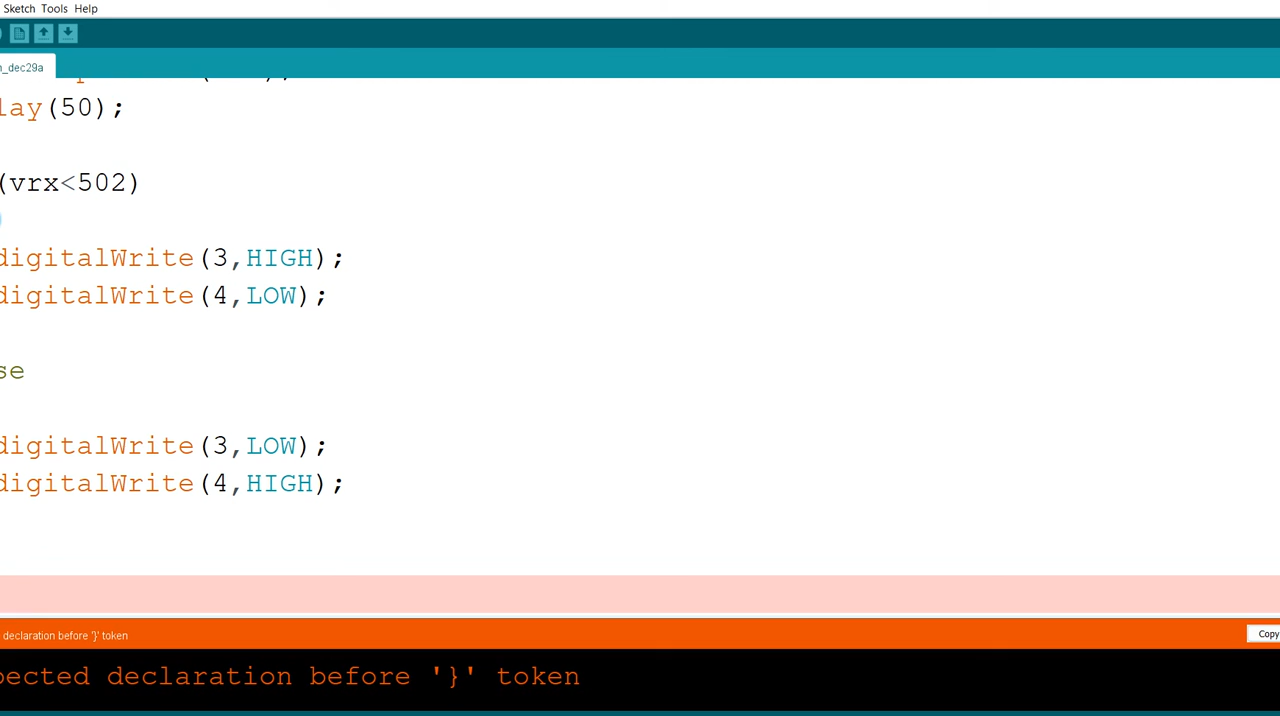 Sketch Tools Help
_dec29a
lay(50);
(vrx<502)
digitalWrite(3,HIGH);
digitalWrite(4,LOW);
se
digitalWrite(3,LOW);
digitalWrite(4,HIGH);
declaration before '}' token
Copy
pected declaration before '}' token